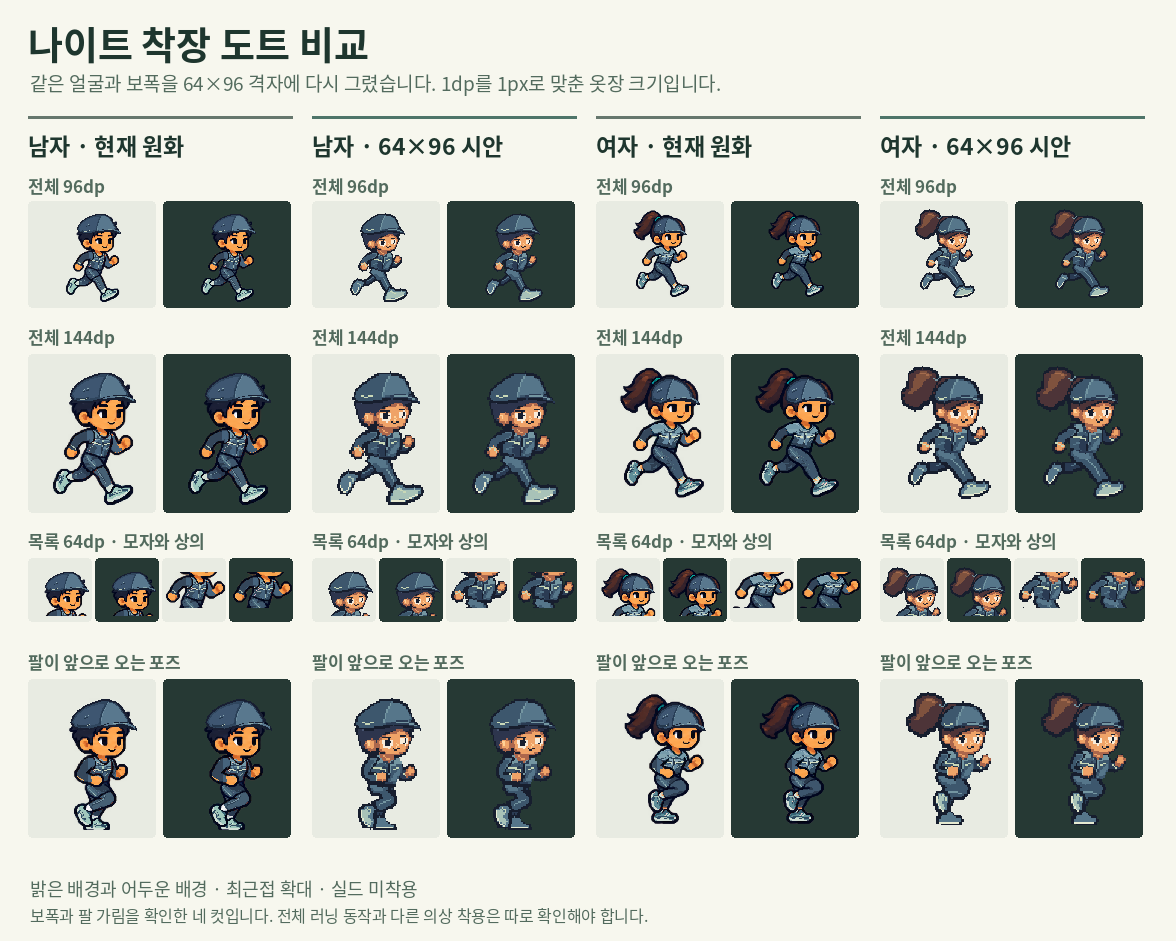 나이트 착장 도트 비교
같은 얼굴과 보폭을 64×96 격자에 다시 그렸습니다. 1dp를 1px로 맞춘 옷장 크기입니다.
남자 · 현재 원화
남자 · 64×96 시안
여자 · 현재 원화
여자 · 64×96 시안
전체 96dp
전체 96dp
전체 96dp
전체 96dp
전체 144dp
전체 144dp
전체 144dp
전체 144dp
목록 64dp · 모자와 상의
목록 64dp · 모자와 상의
목록 64dp · 모자와 상의
목록 64dp · 모자와 상의
팔이 앞으로 오는 포즈
팔이 앞으로 오는 포즈
팔이 앞으로 오는 포즈
팔이 앞으로 오는 포즈
밝은 배경과 어두운 배경 · 최근접 확대 · 실드 미착용
보폭과 팔 가림을 확인한 네 컷입니다. 전체 러닝 동작과 다른 의상 착용은 따로 확인해야 합니다.